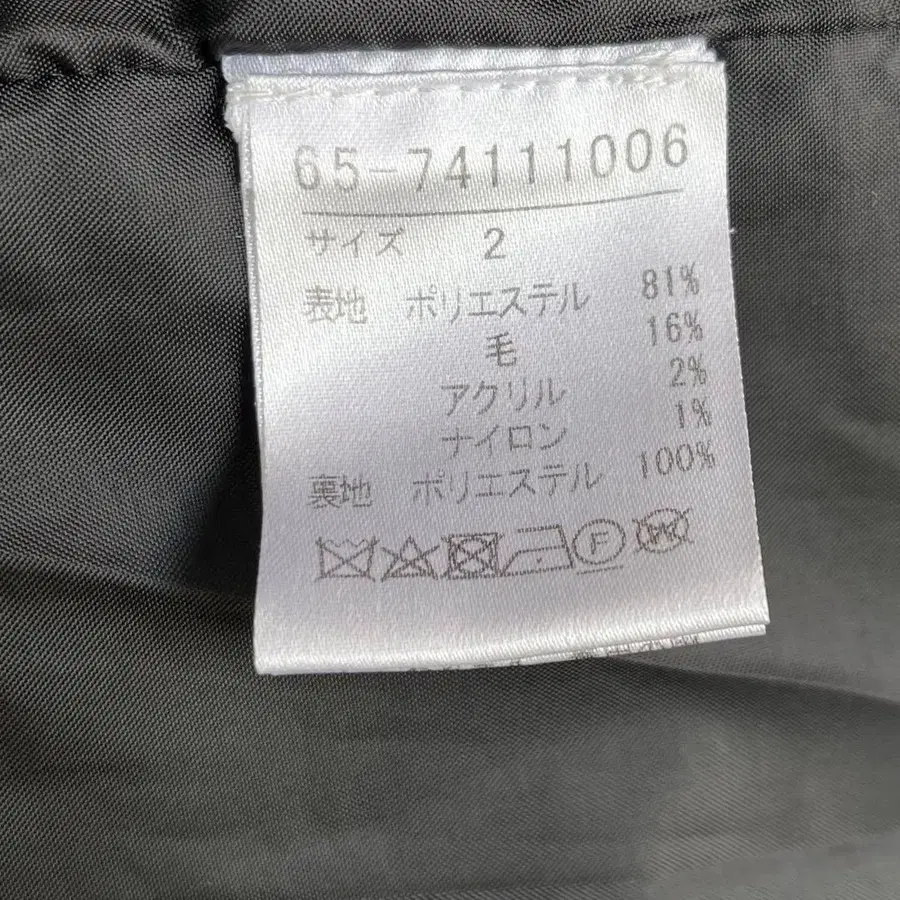 65-74111006
サイズ 2
表地 ポリエステル 81%
毛 16%
アクリル 2%
ナイロン 1%
裏地 ポリエステル 100%
F W